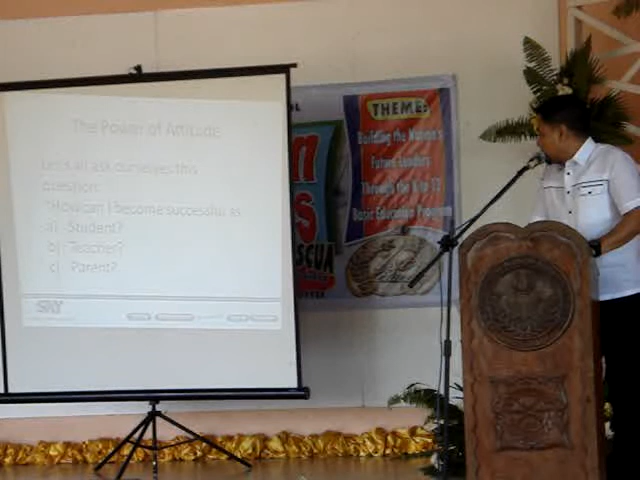 The Power of Attitude
Let us all ask ourselves this
question:
"How can I become successful as
a) Student?
b) Teacher?
c) Parent?
THEME:
Building the Nation's
Future Leaders
Through the K to 12
Basic Education Program
SCUA